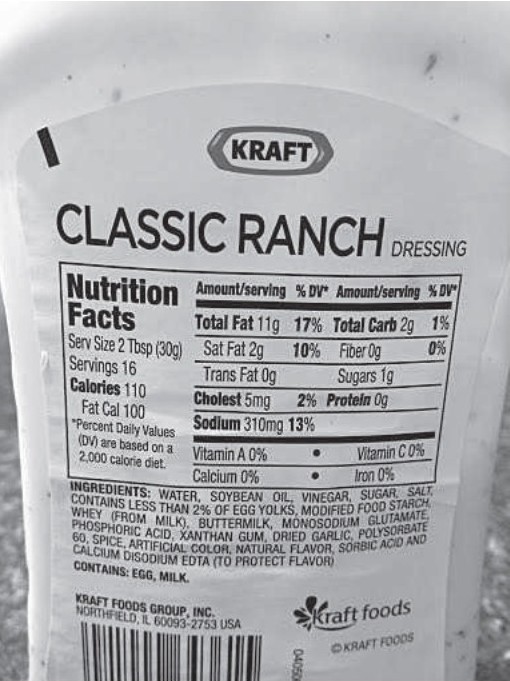 KRAFT
CLASSIC RANCH DRESSING
Nutrition
Facts
Serv Size 2 Tbsp (30g)
Servings 16
Calories 110
Fat Cal 100
*Percent Daily Values
(DV) are based on a
2,000 calorie diet.
Amount/serving % DV* Amount/serving % DV*
Total Fat 11g 17% Total Carb 2g 1%
Sat Fat 2g 10% Fiber 0g 0%
Trans Fat 0g Sugars 1g
Cholest 5mg 2% Protein 0g
Sodium 310mg 13%
Vitamin A 0% • Vitamin C 0%
Calcium 0% • Iron 0%
INGREDIENTS: WATER, SOYBEAN OIL, VINEGAR, SUGAR, SALT,
CONTAINS LESS THAN 2% OF EGG YOLKS, MODIFIED FOOD STARCH,
WHEY (FROM MILK), BUTTERMILK, MONOSODIUM GLUTAMATE,
PHOSPHORIC ACID, XANTHAN GUM, DRIED GARLIC, POLYSORBATE
60, SPICE, ARTIFICIAL COLOR, NATURAL FLAVOR, SORBIC ACID AND
CALCIUM DISODIUM EDTA (TO PROTECT FLAVOR)
CONTAINS: EGG, MILK.
KRAFT FOODS GROUP, INC.
NORTHFIELD, IL 60093-2753 USA
kraft foods
© KRAFT FOODS